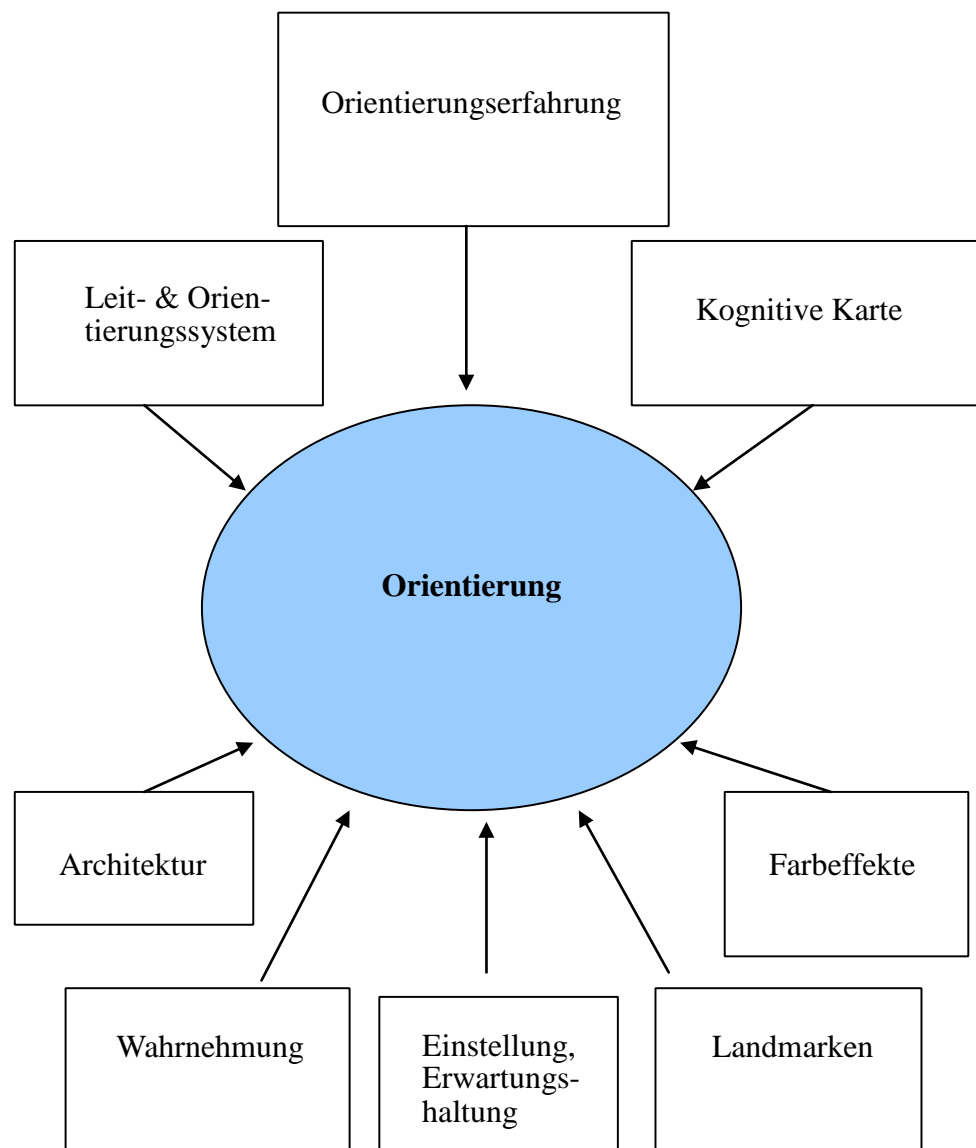 Orientierungserfahrung
Leit- & Orien-
tierungssystem
Kognitive Karte
Orientierung
Architektur
Farbeffekte
Wahrnehmung
Einstellung,
Erwartungs-
haltung
Landmarken